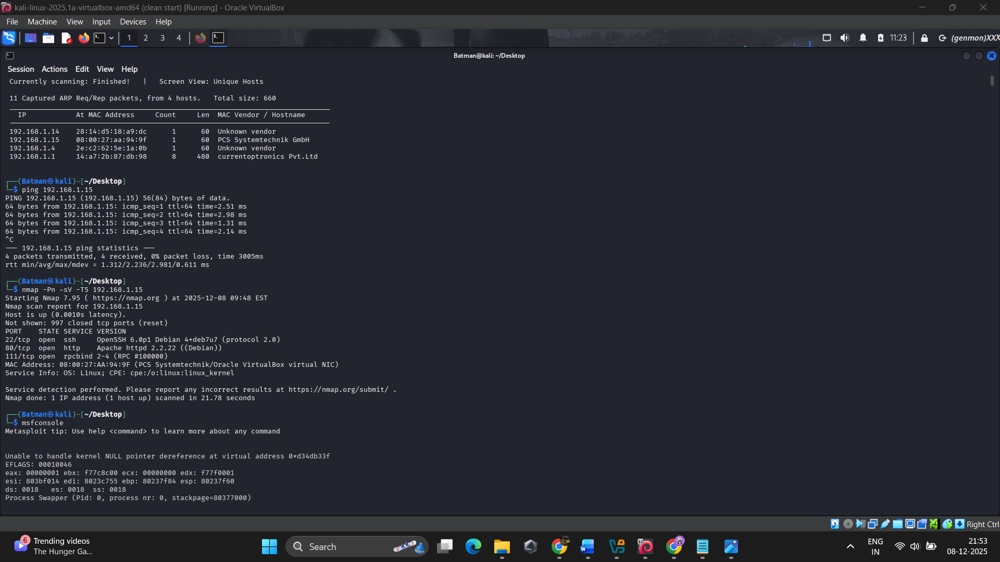 kali-linux-2025.1a-virtualbox-amd64 (clean start) [Running] - Oracle VirtualBox
File Machine View Input Devices Help
1 2 3 4 11:23 (genmon)XXX
Batman@kali: ~/Desktop
Session Actions Edit View Help
Currently scanning: Finished!   |   Screen View: Unique Hosts
11 Captured ARP Req/Rep packets, from 4 hosts.   Total size: 660
IP            At MAC Address     Count     Len  MAC Vendor / Hostname
192.168.1.14    28:14:d5:18:a9:dc      1      60  Unknown vendor
192.168.1.15    08:00:27:aa:94:9f      1      60  PCS Systemtechnik GmbH
192.168.1.4     2e:c2:62:5e:1a:0b      1      60  Unknown vendor
192.168.1.1     14:a7:2b:87:db:98      8     480  currentoptronics Pvt.Ltd
┌──(Batman㉿kali)-[~/Desktop]
└─$ ping 192.168.1.15
PING 192.168.1.15 (192.168.1.15) 56(84) bytes of data.
64 bytes from 192.168.1.15: icmp_seq=1 ttl=64 time=2.51 ms
64 bytes from 192.168.1.15: icmp_seq=2 ttl=64 time=2.98 ms
64 bytes from 192.168.1.15: icmp_seq=3 ttl=64 time=1.31 ms
64 bytes from 192.168.1.15: icmp_seq=4 ttl=64 time=2.14 ms
^C
--- 192.168.1.15 ping statistics ---
4 packets transmitted, 4 received, 0% packet loss, time 3005ms
rtt min/avg/max/mdev = 1.312/2.236/2.981/0.611 ms
┌──(Batman㉿kali)-[~/Desktop]
└─$ nmap -Pn -sV -T5 192.168.1.15
Starting Nmap 7.95 ( https://nmap.org ) at 2025-12-08 09:48 EST
Nmap scan report for 192.168.1.15
Host is up (0.0010s latency).
Not shown: 997 closed tcp ports (reset)
PORT    STATE SERVICE VERSION
22/tcp  open  ssh     OpenSSH 6.0p1 Debian 4+deb7u7 (protocol 2.0)
80/tcp  open  http    Apache httpd 2.2.22 ((Debian))
111/tcp open  rpcbind 2-4 (RPC #100000)
MAC Address: 08:00:27:AA:94:9F (PCS Systemtechnik/Oracle VirtualBox virtual NIC)
Service Info: OS: Linux; CPE: cpe:/o:linux:linux_kernel
Service detection performed. Please report any incorrect results at https://nmap.org/submit/ .
Nmap done: 1 IP address (1 host up) scanned in 21.78 seconds
┌──(Batman㉿kali)-[~/Desktop]
└─$ msfconsole
Metasploit tip: Use help <command> to learn more about any command
Unable to handle kernel NULL pointer dereference at virtual address 0xd34db33f
EFLAGS: 00010046
eax: 00000001 ebx: f77c8c00 ecx: 00000000 edx: f77f0001
esi: 803bf014 edi: 8023c755 ebp: 80237f84 esp: 80237f60
ds: 0018   es: 0018  ss: 0018
Process Swapper (Pid: 0, process nr: 0, stackpage=80377000)
Right Ctrl
6 Trending videos
The Hunger Ga...
Search
ENG
IN
21:53
08-12-2025